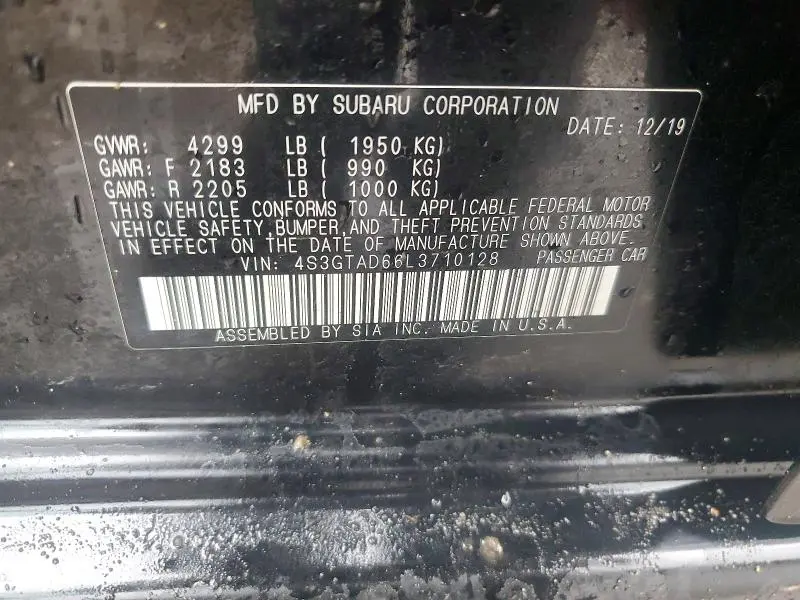 MFD BY SUBARU CORPORATION
DATE: 12/19
GVWR: 4299 LB ( 1950 KG)
GAWR: F 2183 LB ( 990 KG)
GAWR: R 2205 LB ( 1000 KG)
THIS VEHICLE CONFORMS TO ALL APPLICABLE FEDERAL MOTOR
VEHICLE SAFETY,BUMPER,AND THEFT PREVENTION STANDARDS
IN EFFECT ON THE DATE OF MANUFACTURE SHOWN ABOVE.
VIN: 4S3GTAD66L3710128 PASSENGER CAR
ASSEMBLED BY SIA INC. MADE IN U.S.A.